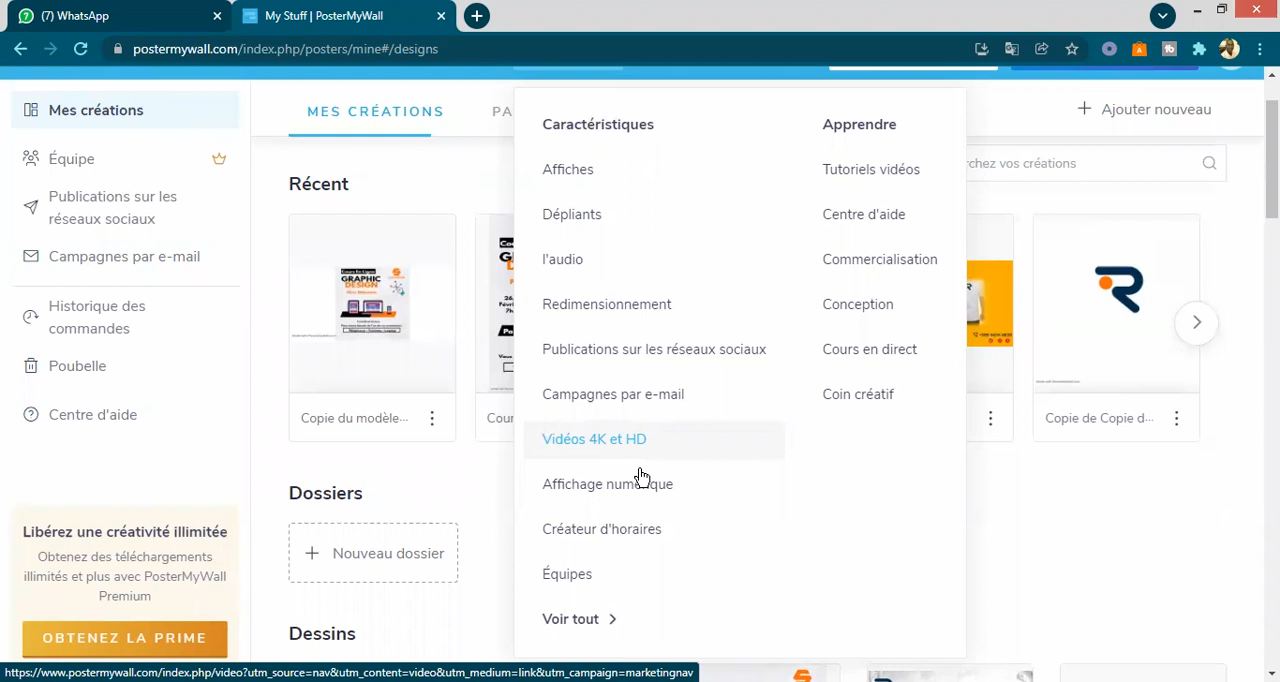 (1) WhatsApp
My Stuff | PosterMyWall
postermywall.com/index.php/posters/mine#/designs
Mes créations
Équipe
Publications sur les
réseaux sociaux
Campagnes par e-mail
Historique des
commandes
Poubelle
Centre d'aide
Libérez une créativité illimitée
Obtenez des téléchargements
illimités et plus avec PosterMyWall
Premium
OBTENEZ LA PRIME
MES CRÉATIONS
PA
Ajouter nouveau
rchez vos créations
Récent
GRAPHIC
DESIGN
Copie du modèle...
Cour
Copie de Copie d...
Dossiers
Nouveau dossier
Dessins
Caractéristiques
Affiches
Dépliants
l'audio
Redimensionnement
Publications sur les réseaux sociaux
Campagnes par e-mail
Vidéos 4K et HD
Affichage numérique
Créateur d'horaires
Équipes
Voir tout
Apprendre
Tutoriels vidéos
Centre d'aide
Commercialisation
Conception
Cours en direct
Coin créatif
https://www.postermywall.com/index.php/video?utm_source=nav&utm_content=video&utm_medium=link&utm_campaign=marketingnav